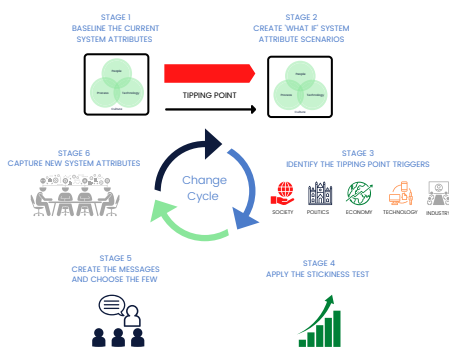 STAGE 1
BASELINE THE CURRENT
SYSTEM ATTRIBUTES
STAGE 2
CREATE 'WHAT IF' SYSTEM
ATTRIBUTE SCENARIOS
People
Process
Technology
Culture
TIPPING POINT
People
Process
Technology
Culture
STAGE 6
CAPTURE NEW SYSTEM ATTRIBUTES
Change
Cycle
STAGE 3
IDENTIFY THE TIPPING POINT TRIGGERS
SOCIETY
POLITICS
ECONOMY
TECHNOLOGY
INDUSTRY
STAGE 5
CREATE THE MESSAGES
AND CHOOSE THE FEW
STAGE 4
APPLY THE STICKINESS TEST